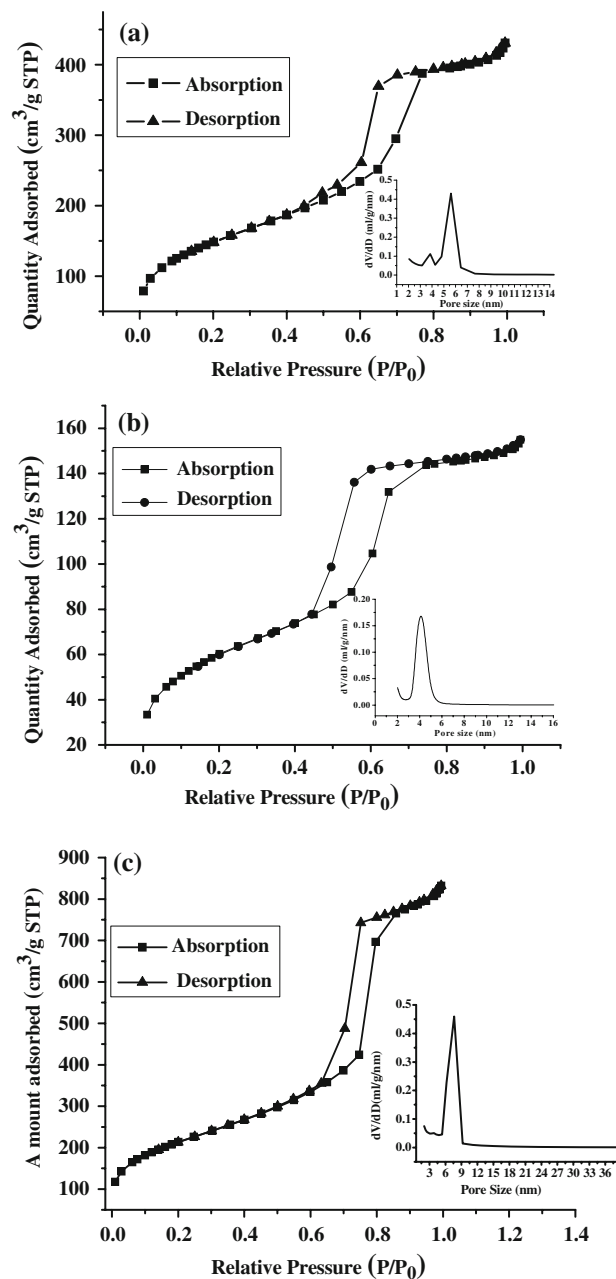 (a)
Absorption
Desorption
Quantity Adsorbed (cm³/g STP)
400
300
200
100
0.0 0.2 0.4 0.6 0.8 1.0
Relative Pressure (P/P₀)
dV/dD (ml/g/nm)
0.5
0.4
0.3
0.2
0.1
0.0
1 2 3 4 5 6 7 8 9 10 11 12 13 14
Pore size (nm)
(b)
Absorption
Desorption
Quantity Adsorbed (cm³/g STP)
160
140
120
100
80
60
40
20
0.0 0.2 0.4 0.6 0.8 1.0
Relative Pressure (P/P₀)
dV/dD (ml/g/nm)
0.20
0.15
0.10
0.05
0.00
0 2 4 6 8 10 12 14 16
Pore size (nm)
(c)
Absorption
Desorption
A mount adsorbed (cm³/g STP)
900
800
700
600
500
400
300
200
100
0.0 0.2 0.4 0.6 0.8 1.0 1.2 1.4
Relative Pressure (P/P₀)
dV/dD(ml/g/nm)
0.5
0.4
0.3
0.2
0.1
0.0
3 6 9 12 15 18 21 24 27 30 33 36
Pore Size (nm)